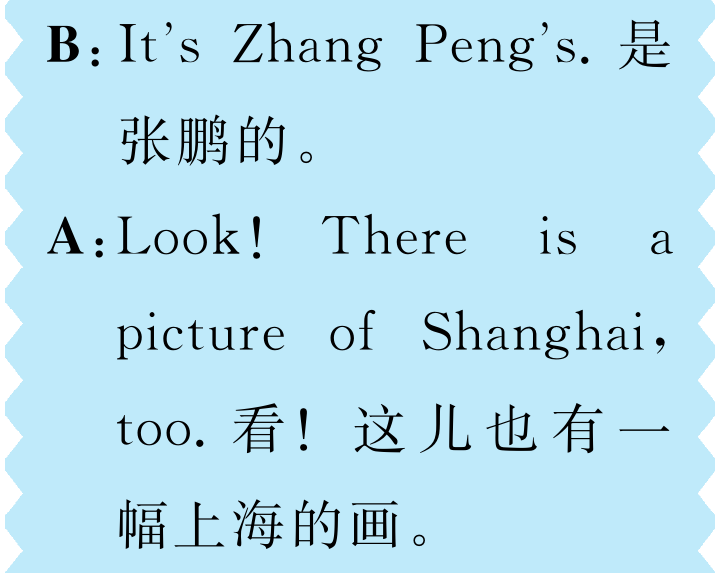 B: It's Zhang Peng's. 是
张鹏的。
A: Look! There is a
picture of Shanghai,
too. 看！这儿也有一
幅上海的画。